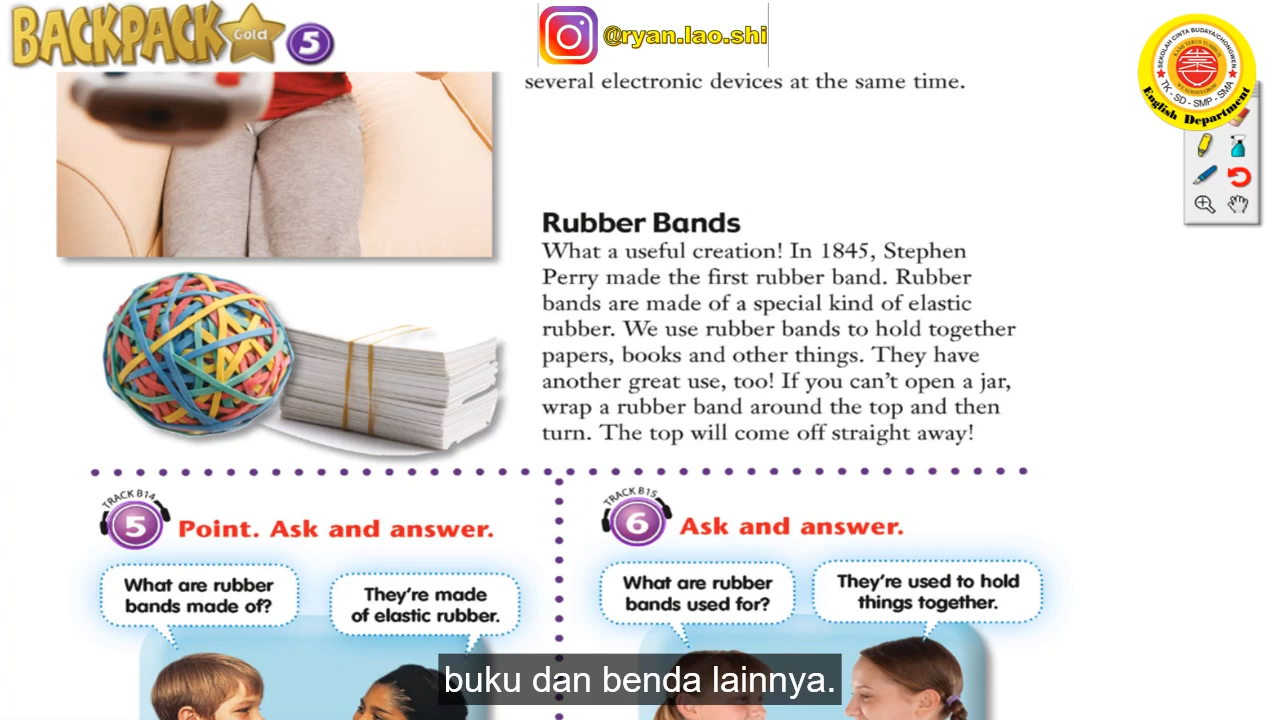 BACKPACK Gold 5
@ryan.lao.shi
SEKOLAH CINTA BUDAYA/CHONGWEN
TK - SD - SMP - SMA
English Department
several electronic devices at the same time.
Rubber Bands
What a useful creation! In 1845, Stephen
Perry made the first rubber band. Rubber
bands are made of a special kind of elastic
rubber. We use rubber bands to hold together
papers, books and other things. They have
another great use, too! If you can't open a jar,
wrap a rubber band around the top and then
turn. The top will come off straight away!
TRACK B14
5 Point. Ask and answer.
What are rubber
bands made of?
They're made
of elastic rubber.
TRACK B15
6 Ask and answer.
What are rubber
bands used for?
They're used to hold
things together.
buku dan benda lainnya.